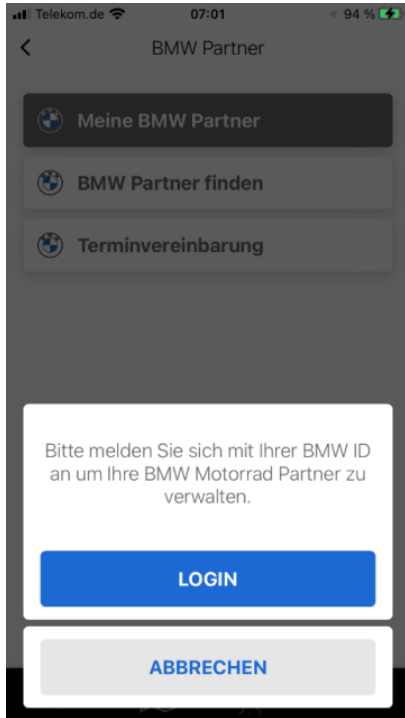 Telekom.de 07:01 94 %
BMW Partner
Meine BMW Partner
BMW Partner finden
Terminvereinbarung
Bitte melden Sie sich mit Ihrer BMW ID
an um Ihre BMW Motorrad Partner zu
verwalten.
LOGIN
ABBRECHEN